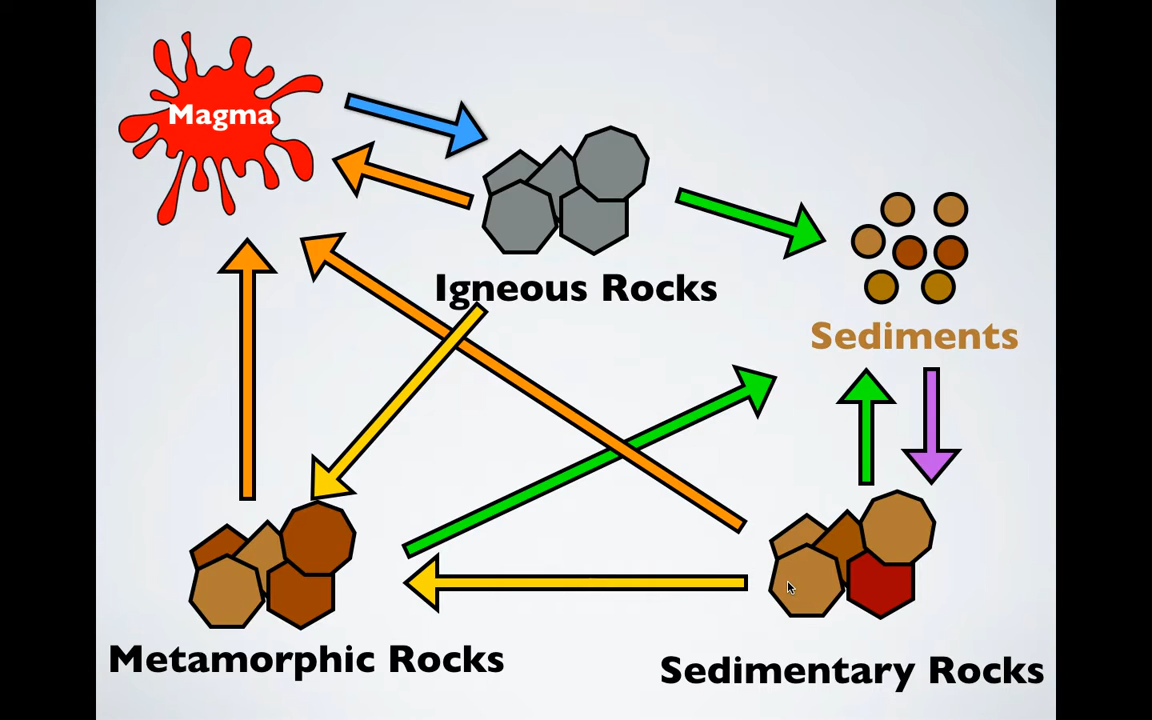 Magma
Igneous Rocks
Sediments
Metamorphic Rocks
Sedimentary Rocks